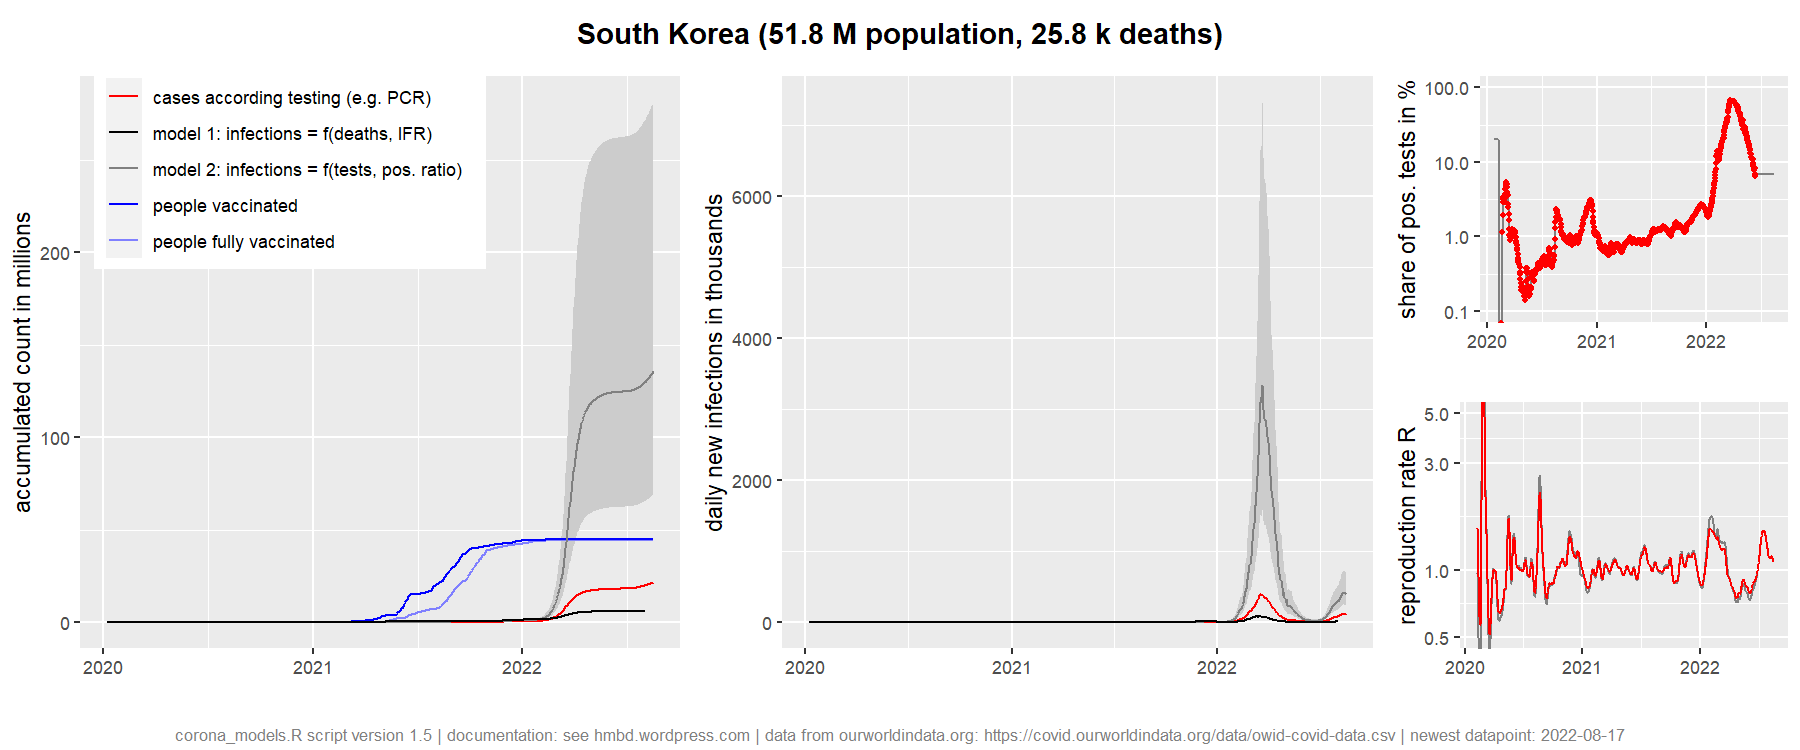 South Korea (51.8 M population, 25.8 k deaths)
accumulated count in millions
cases according testing (e.g. PCR)
model 1: infections = f(deaths, IFR)
model 2: infections = f(tests, pos. ratio)
people vaccinated
people fully vaccinated
200
100
0
2020
2021
2022
daily new infections in thousands
6000
4000
2000
0
2020
2021
2022
share of pos. tests in %
100.0
10.0
1.0
0.1
2020
2021
2022
reproduction rate R
5.0
3.0
1.0
0.5
2020
2021
2022
corona_models.R script version 1.5 | documentation: see hmbd.wordpress.com | data from ourworldindata.org: https://covid.ourworldindata.org/data/owid-covid-data.csv | newest datapoint: 2022-08-17